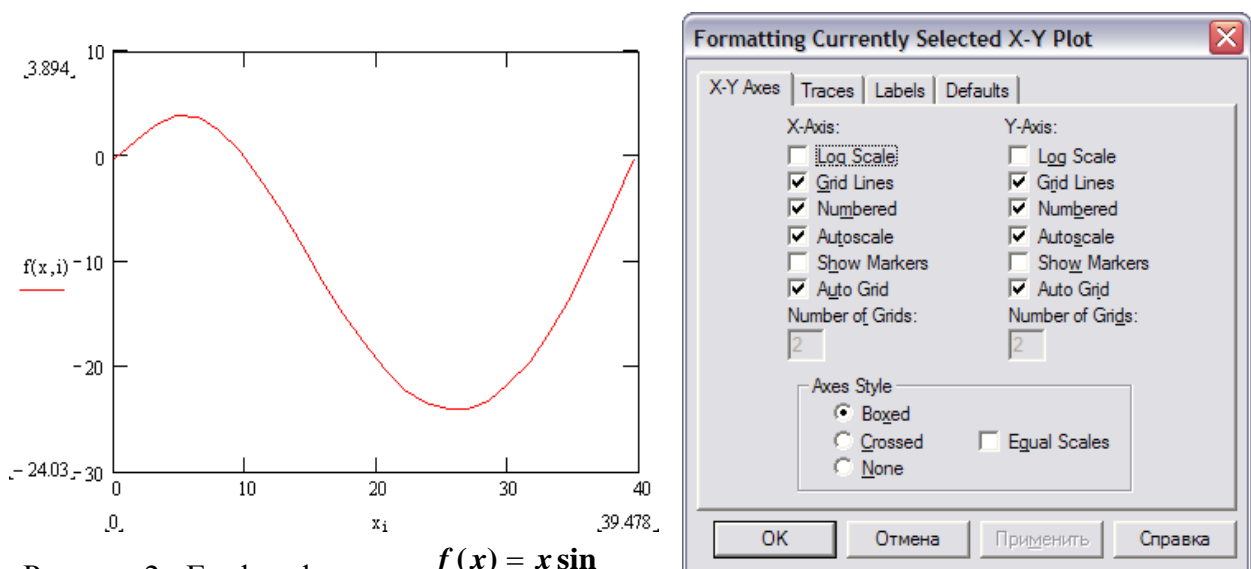 10
3.894
0
f(x,i)
-10
-20
- 24.03
-30
0
10
20
30
40
0
x i
39.478
f(x) = x sin
Formatting Currently Selected X-Y Plot
X-Y Axes Traces Labels Defaults
X-Axis: Y-Axis:
Log Scale Log Scale
Grid Lines Grid Lines
Numbered Numbered
Autoscale Autoscale
Show Markers Show Markers
Auto Grid Auto Grid
Number of Grids: Number of Grids:
2 2
Axes Style
Boxed
Crossed Equal Scales
None
OK Отмена Применить Справка